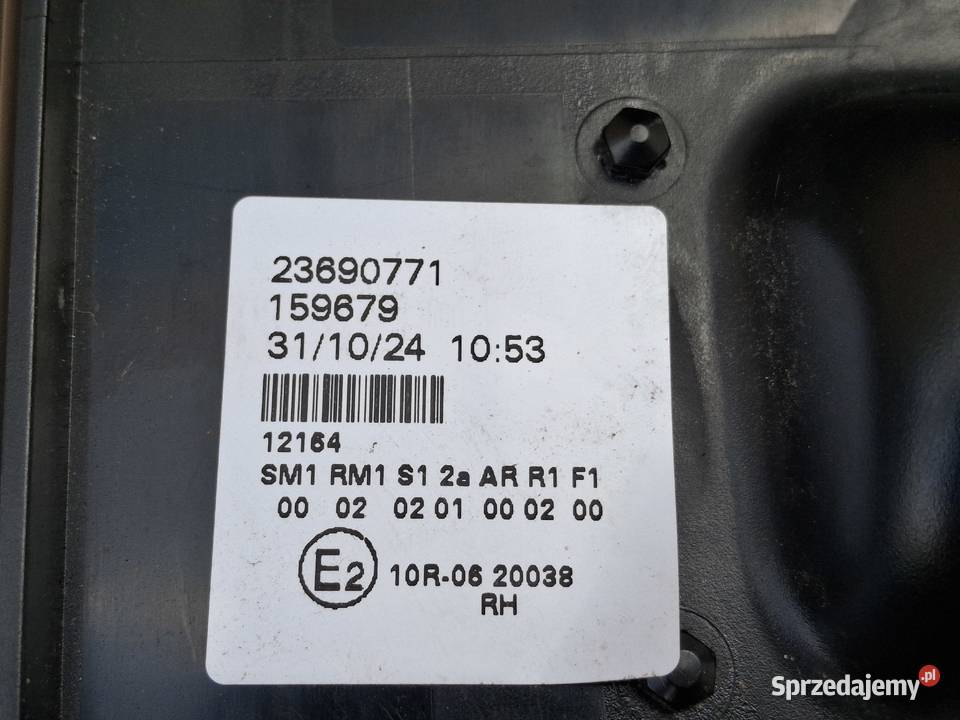 23690771
159679
31/10/24 10:53
12164
SM1 RM1 S1 2a AR R1 F1
00 02 02 01 00 02 00
E2 10R-06 20038
RH
Sprzedajemy.pl